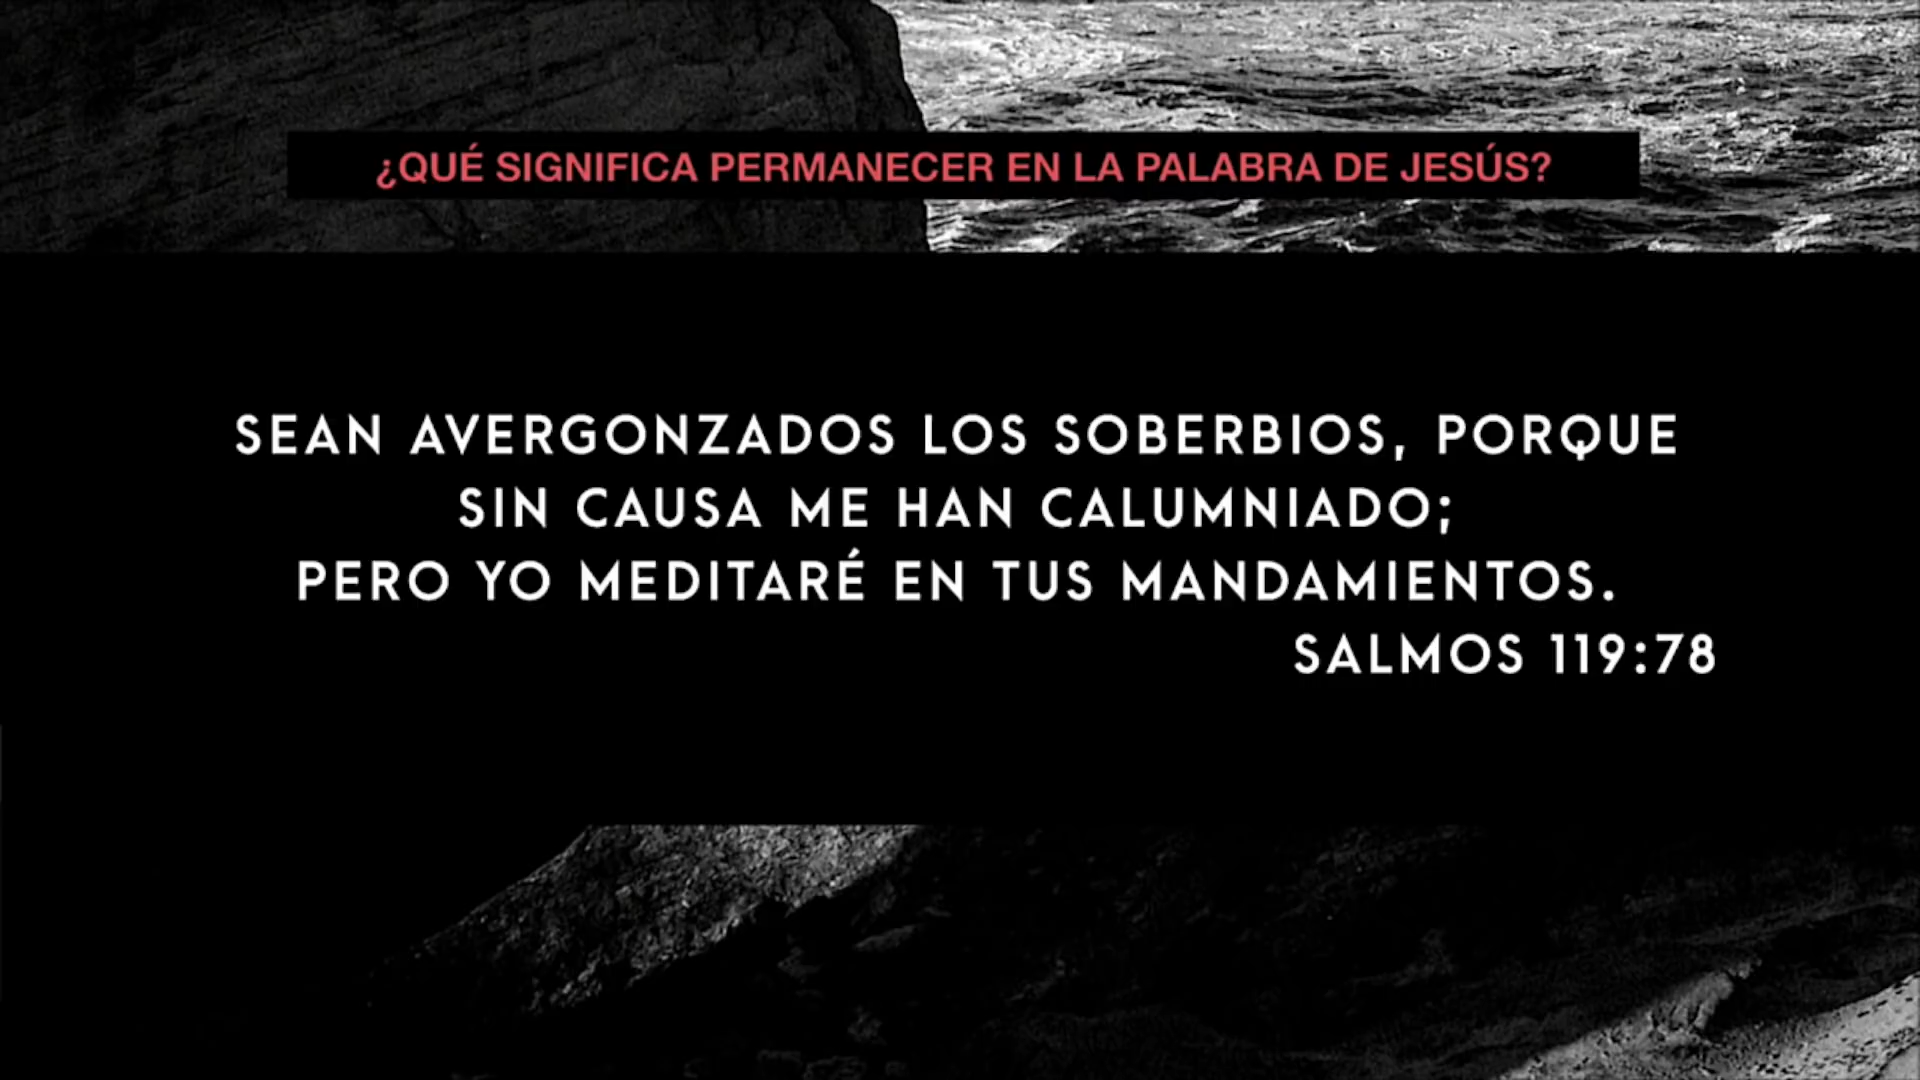 ¿QUÉ SIGNIFICA PERMANECER EN LA PALABRA DE JESÚS?
SEAN AVERGONZADOS LOS SOBERBIOS, PORQUE
SIN CAUSA ME HAN CALUMNIADO;
PERO YO MEDITARÉ EN TUS MANDAMIENTOS.
SALMOS 119:78